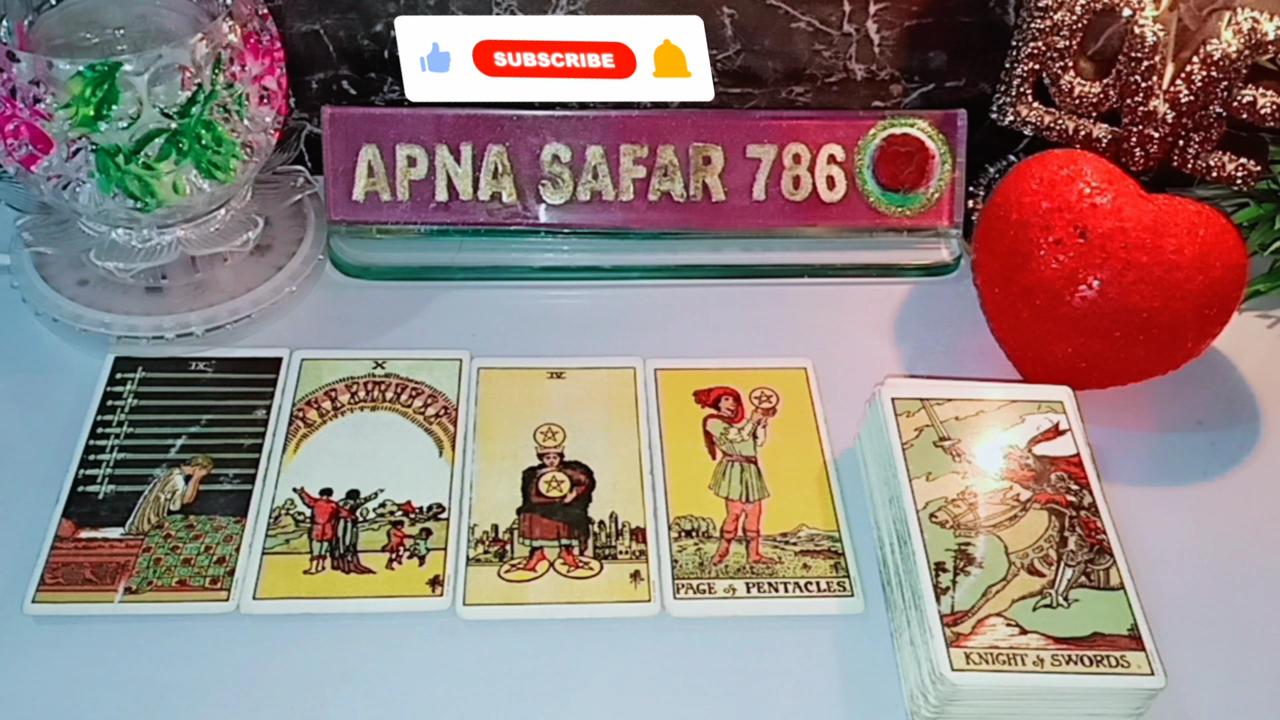 SUBSCRIBE
APNA SAFAR 786
IX
X
IV
PAGE of PENTACLES.
KNIGHT of SWORDS.